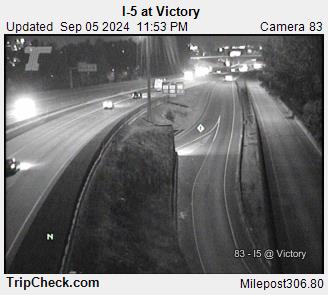 I-5 at Victory
Updated Sep 05 2024 11:53 PM Camera 83
N
83 - I5 @ Victory
TripCheck.com Milepost306.80